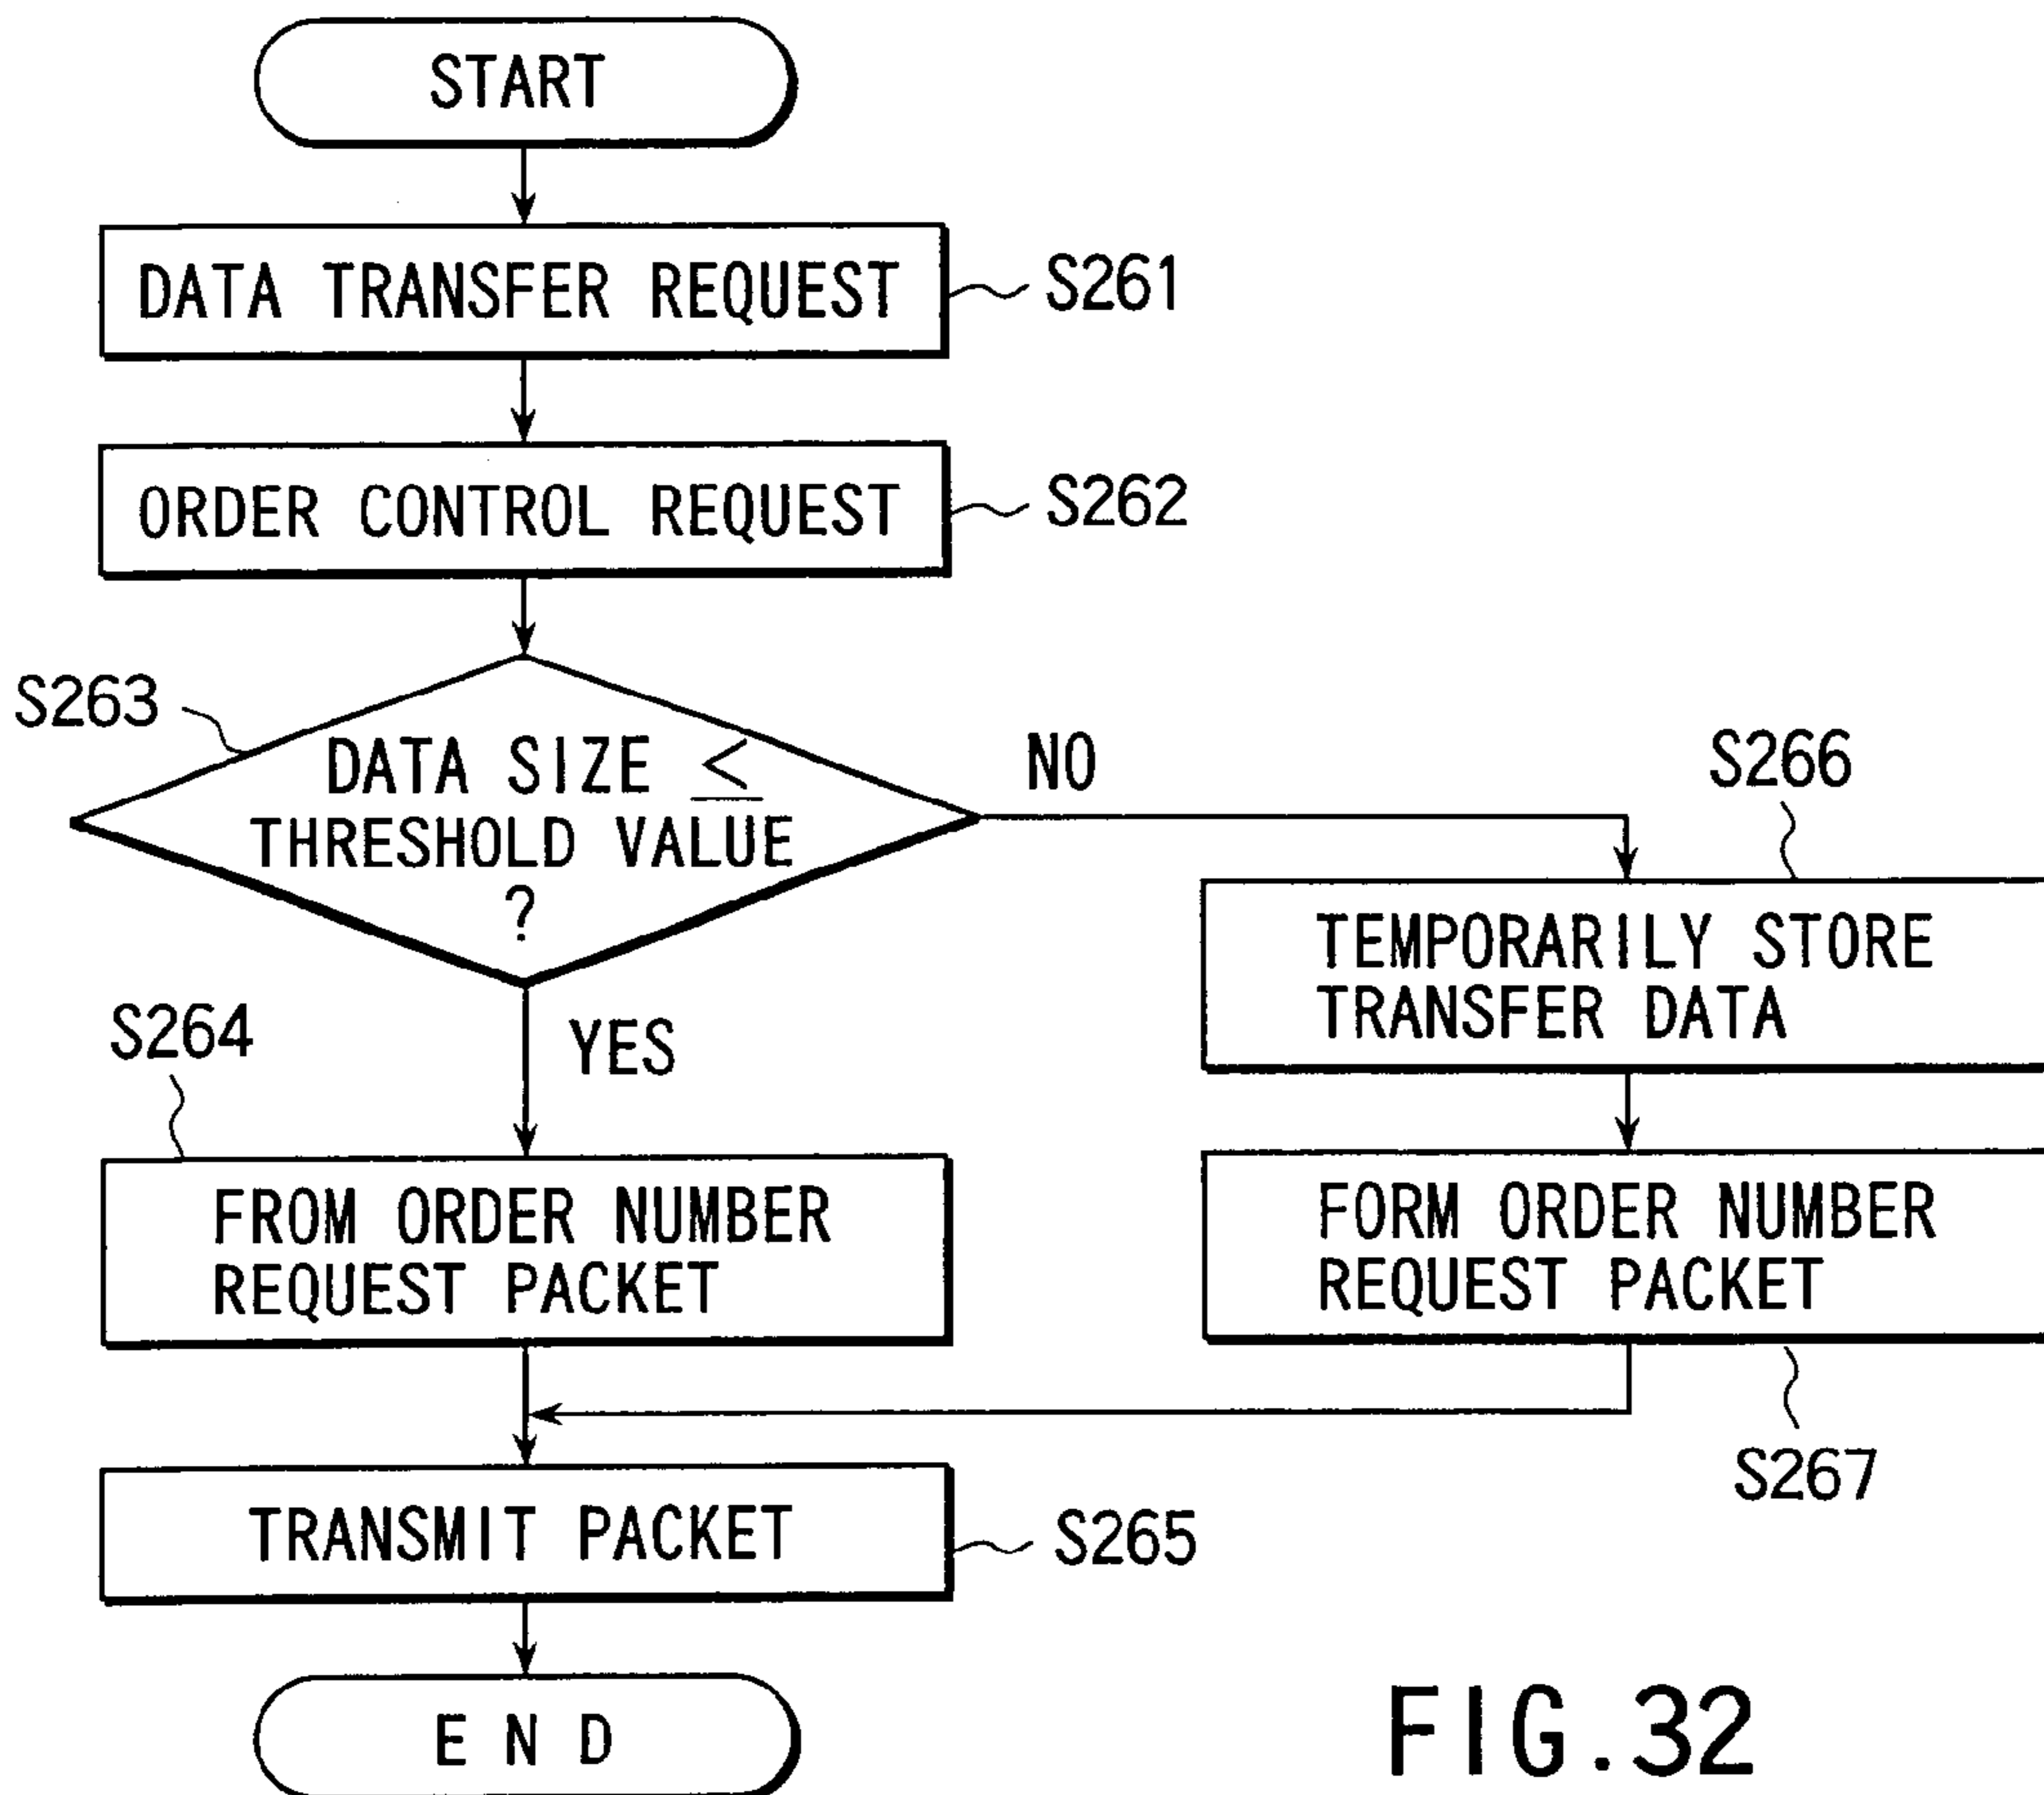 START
DATA TRANSFER REQUEST
S261
ORDER CONTROL REQUEST
S262
S263
DATA SIZE ≤
THRESHOLD VALUE
?
NO
YES
S266
TEMPORARILY STORE
TRANSFER DATA
S264
FROM ORDER NUMBER
REQUEST PACKET
FORM ORDER NUMBER
REQUEST PACKET
S267
TRANSMIT PACKET
S265
END
FIG.32